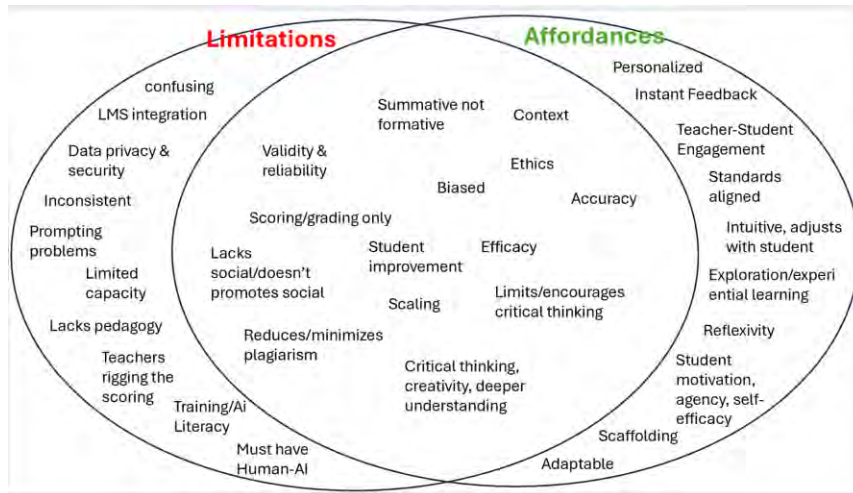 Limitations
Affordances
confusing
LMS integration
Data privacy &
security
Inconsistent
Prompting
problems
Limited
capacity
Lacks pedagogy
Teachers
rigging the
scoring
Training/Ai
Literacy
Must have
Human-AI
Summative not
formative
Context
Validity &
reliability
Ethics
Biased
Accuracy
Scoring/grading only
Student
improvement
Efficacy
Lacks
social/doesn't
promotes social
Scaling
Limits/encourages
critical thinking
Reduces/minimizes
plagiarism
Critical thinking,
creativity, deeper
understanding
Personalized
Instant Feedback
Teacher-Student
Engagement
Standards
aligned
Intuitive, adjusts
with student
Exploration/experi
ential learning
Reflexivity
Student
motivation,
agency, self-
efficacy
Scaffolding
Adaptable